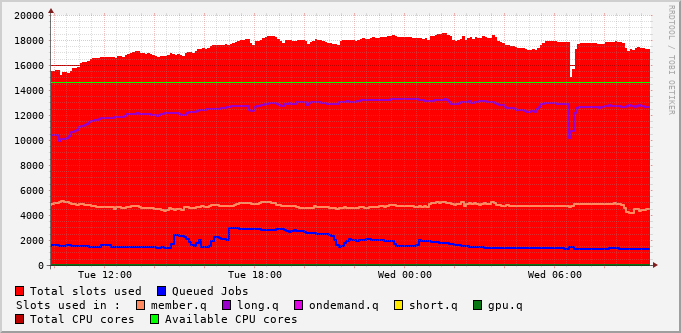 20000
18000
16000
14000
12000
10000
8000
6000
4000
2000
0
Tue 12:00 Tue 18:00 Wed 00:00 Wed 06:00
RRDTOOL / TOBI OETIKER
Total slots used Queued Jobs
Slots used in : member.q long.q ondemand.q short.q gpu.q
Total CPU cores Available CPU cores